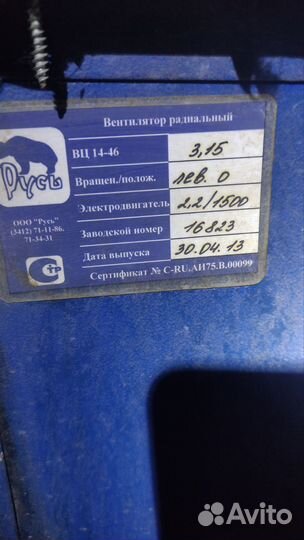 Вентилятор радиальный
ВЦ 14-46 3,15
Вращен./полож. лев. 0
Электродвигатель 2.2/1500
Заводской номер 16823
Дата выпуска 30.04.13
Сертификат № C-RU.АИ75.В.00099
Русь
ООО "Русь"
(3412) 71-11-86,
71-34-31
Стр
Avito